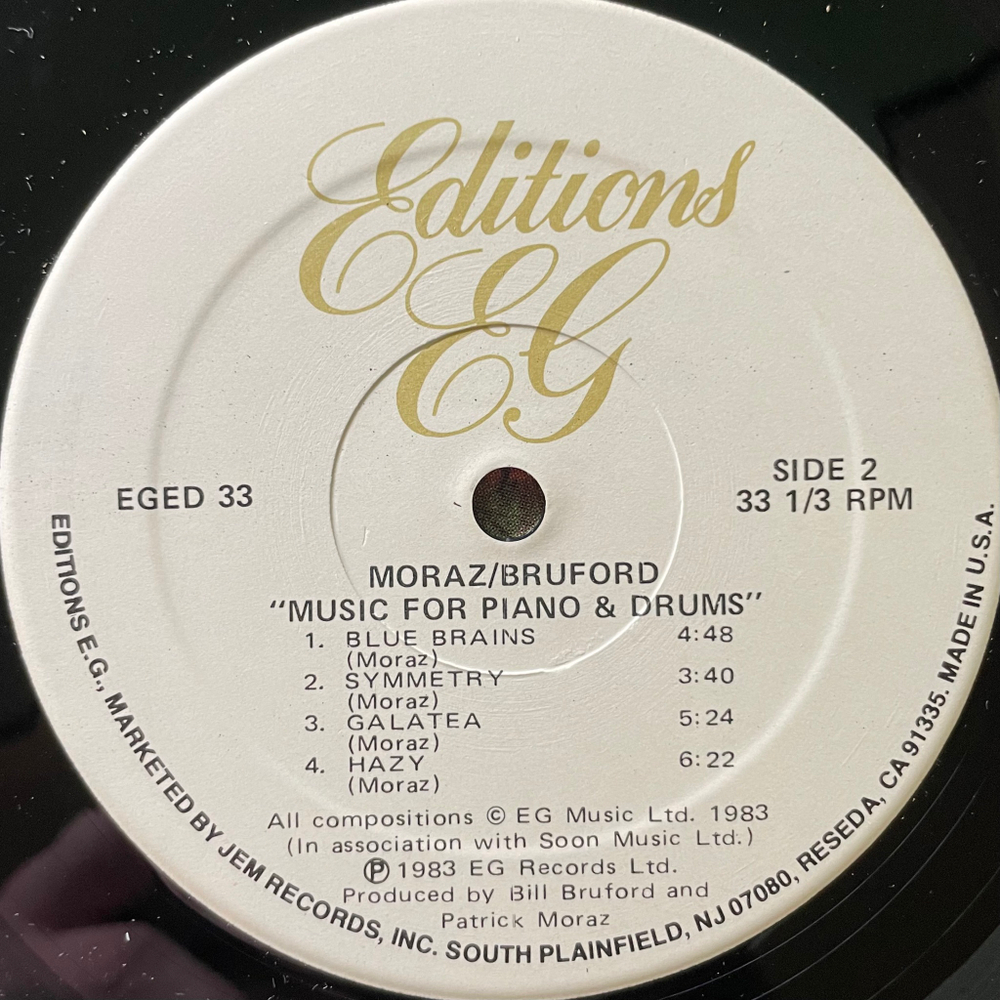 Editions
EG
EGED 33
SIDE 2
33 1/3 RPM
MORAZ/BRUFORD
"MUSIC FOR PIANO & DRUMS"
1. BLUE BRAINS 4:48
(Moraz)
2. SYMMETRY 3:40
(Moraz)
3. GALATEA 5:24
(Moraz)
4. HAZY 6:22
(Moraz)
All compositions © EG Music Ltd. 1983
(In association with Soon Music Ltd.)
℗ 1983 EG Records Ltd.
Produced by Bill Bruford and
Patrick Moraz
EDITIONS E.G., MARKETED BY JEM RECORDS, INC. SOUTH PLAINFIELD, NJ 07080, RESEDA, CA 91335. MADE IN U.S.A.